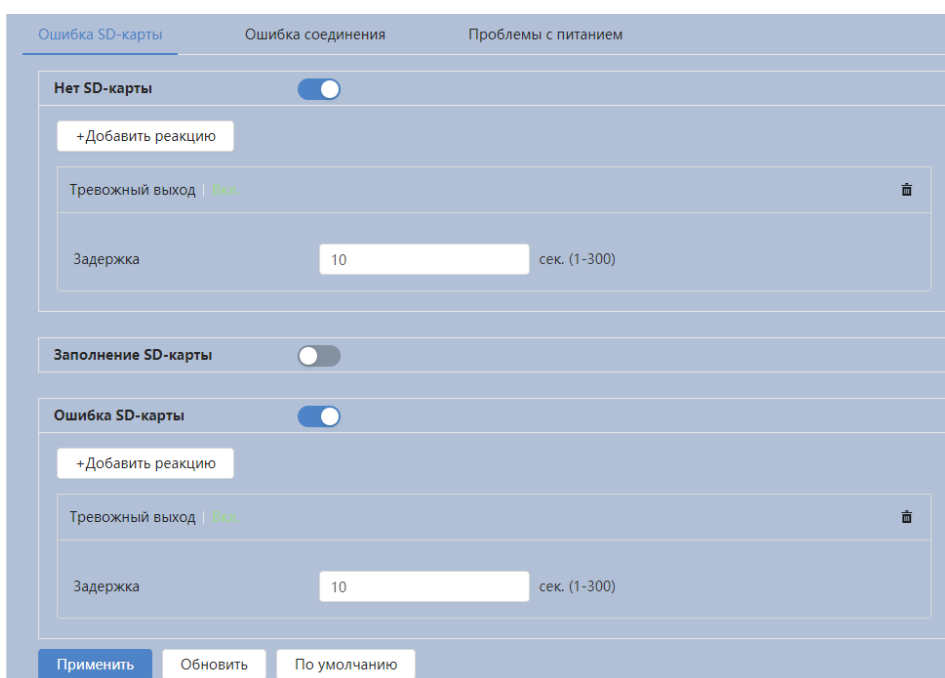 Ошибка SD-карты Ошибка соединения Проблемы с питанием
Нет SD-карты
+Добавить реакцию
Тревожный выход |
Задержка 10 сек. (1-300)
Заполнение SD-карты
Ошибка SD-карты
+Добавить реакцию
Тревожный выход |
Задержка 10 сек. (1-300)
Применить Обновить По умолчанию